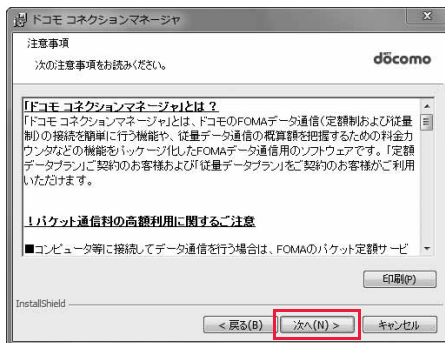 ドコモ コネクションマネージャ
注意事項
次の注意事項をお読みください。
NTT
döcomo
「ドコモ コネクションマネージャ」とは ?
「ドコモ コネクションマネージャ」とは、ドコモのFOMAデータ通信(定額制および従量
制)の接続を簡単に行う機能や、従量データ通信の概算額を把握するための料金カ
ウンタなどの機能をパッケージ化したFOMAデータ通信用のソフトウェアです。「定額
データプラン」ご契約のお客様および「従量データプラン」をご契約のお客様がご利用
いただけます。
!パケット通信料の高額利用に関するご注意
■コンピュータ等に接続してデータ通信を行う場合は、FOMAのパケット定額サービ
印刷(P)
InstallShield
< 戻る(B)
次へ(N) >
キャンセル